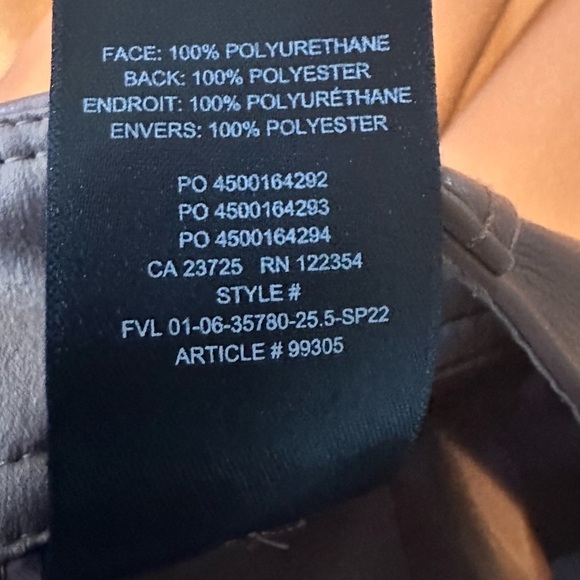 FACE: 100% POLYURETHANE
BACK: 100% POLYESTER
ENDROIT: 100% POLYURÉTHANE
ENVERS: 100% POLYESTER
PO 4500164292
PO 4500164293
PO 4500164294
CA 23725 RN 122354
STYLE #
FVL 01-06-35780-25.5-SP22
ARTICLE # 99305